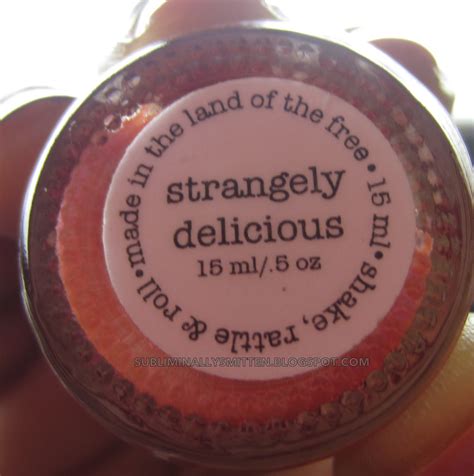 made in the land of the free • 15 ml • shake, rattle & roll •
strangely
delicious
15 ml/.5 oz
SUBLIMINALLYSMITTEN.BLOGSPOT.COM